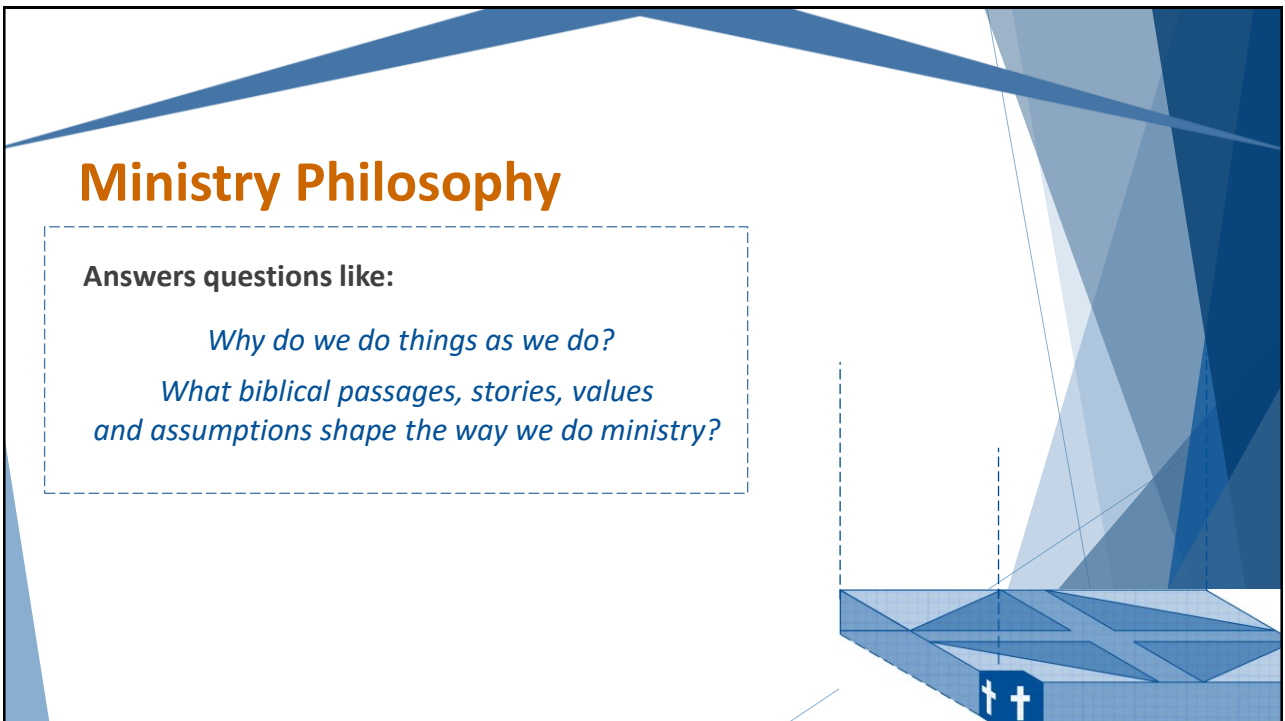 Ministry Philosophy
Answers questions like:
Why do we do things as we do?
What biblical passages, stories, values
and assumptions shape the way we do ministry?